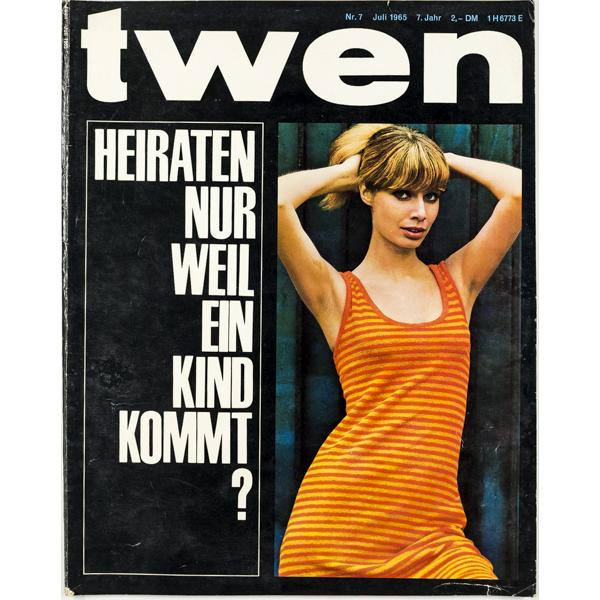 Nr. 7 Juli 1965 7. Jahr 2,– DM 1 H 6773 E
twen
HEIRATEN
NUR
WEIL
EIN
KIND
KOMMT
?